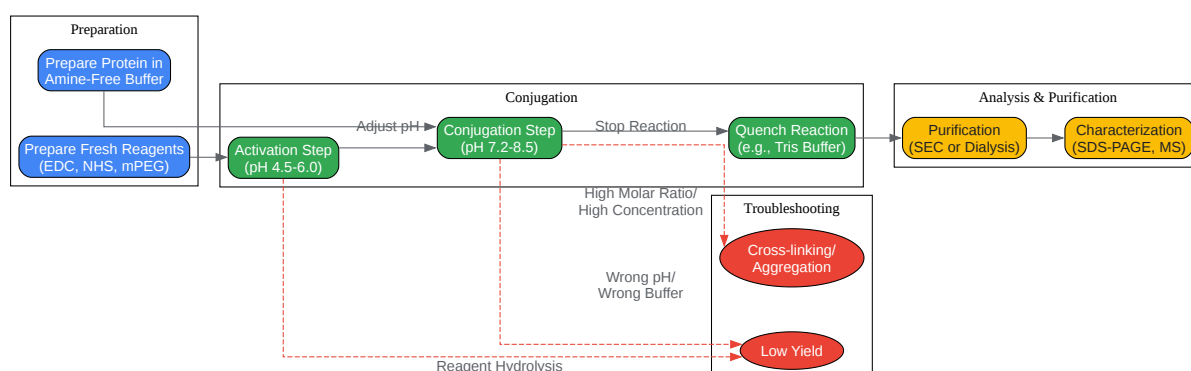 Preparation
Prepare Protein in
Amine-Free Buffer
Prepare Fresh Reagents
(EDC, NHS, mPEG)
Conjugation
Activation Step
(pH 4.5-6.0)
Adjust pH
Conjugation Step
(pH 7.2-8.5)
Stop Reaction
Quench Reaction
(e.g., Tris Buffer)
Analysis & Purification
Purification
(SEC or Dialysis)
Characterization
(SDS-PAGE, MS)
High Molar Ratio/
High Concentration
Troubleshooting
Cross-linking/
Aggregation
Wrong pH/
Wrong Buffer
Low Yield
Reagent Hydrolysis